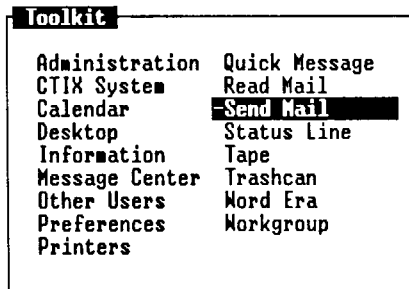 Toolkit
Administration Quick Message
CTIX System Read Mail
Calendar -Send Mail
Desktop Status Line
Information Tape
Message Center Trashcan
Other Users Word Era
Preferences Workgroup
Printers